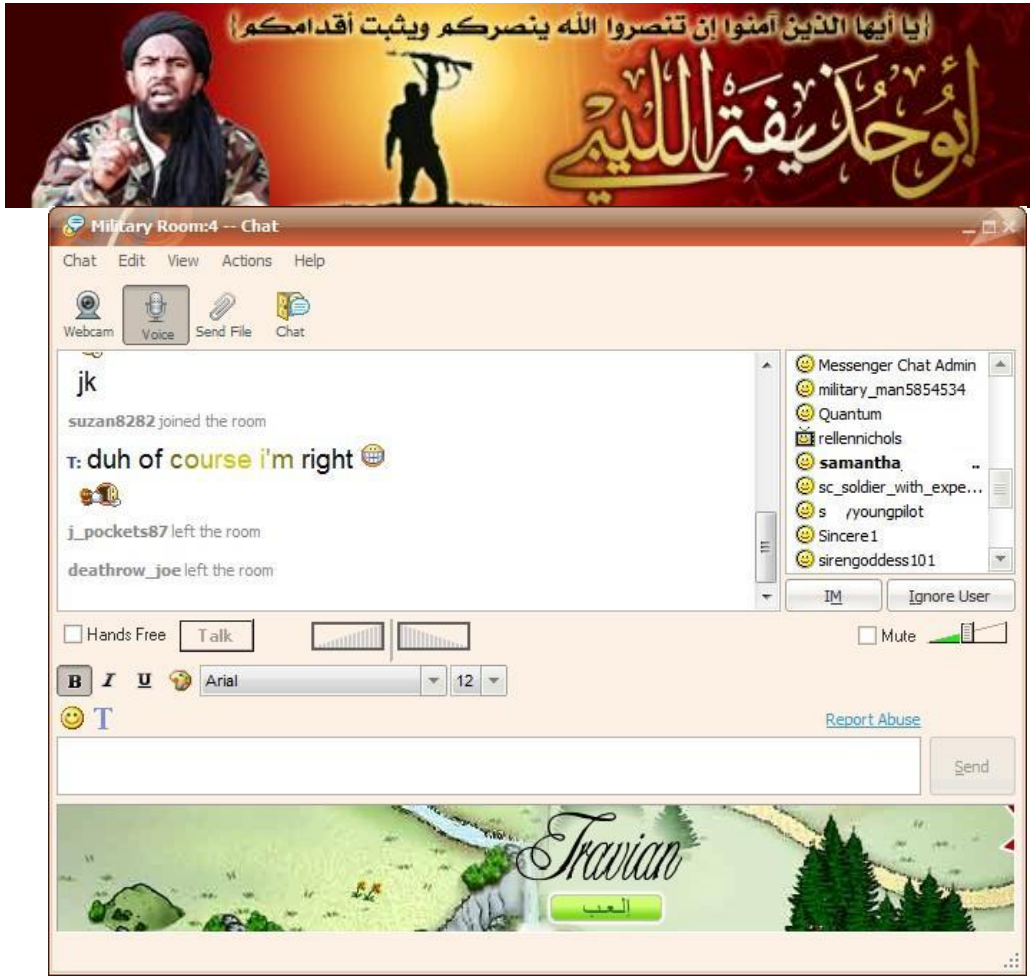 {يا أيها الذين آمنوا إن تنصروا الله ينصركم ويثبت أقدامكم}
أبو حُذيفة الليبي
Military Room:4 -- Chat
Chat Edit View Actions Help
Webcam Voice Send File Chat
jk
suzan8282 joined the room
T: duh of course i'm right
j_pockets87 left the room
deathrow_joe left the room
Messenger Chat Admin
military_man5854534
Quantum
rellennichols
samantha ..
sc_soldier_with_expe...
s /youngpilot
Sincere1
sirengoddess101
IM Ignore User
Hands Free Talk Mute
B I U Arial 12
T Report Abuse
Send
Travian
إلعب